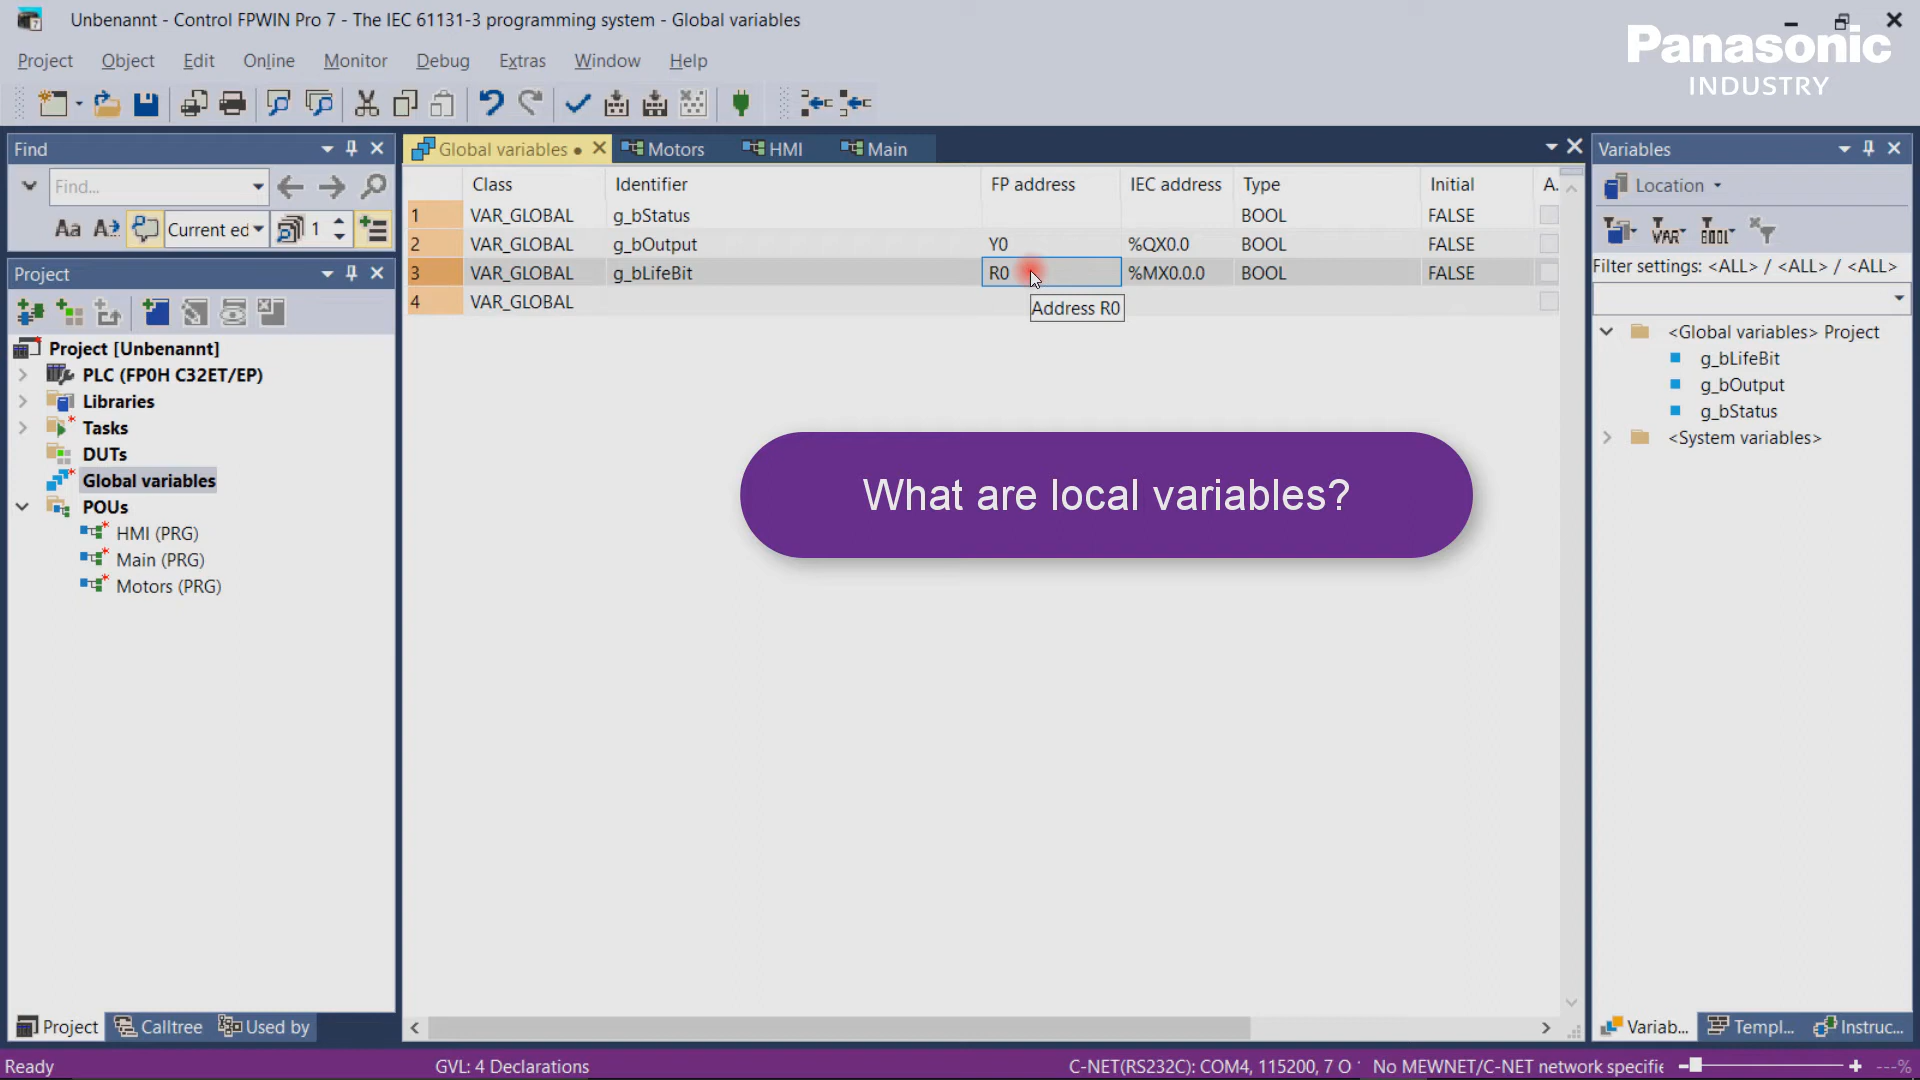 Unbenannt - Control FPWIN Pro 7 - The IEC 61131-3 programming system - Global variables
Panasonic
INDUSTRY
Project Object Edit Online Monitor Debug Extras Window Help
Find
Find...
Aa A Current ed 1
Project
Project [Unbenannt]
PLC (FP0H C32ET/EP)
Libraries
Tasks
DUTs
Global variables
POUs
HMI (PRG)
Main (PRG)
Motors (PRG)
Project Calltree Used by
Global variables Motors HMI Main
Class Identifier FP address IEC address Type Initial A.
1 VAR_GLOBAL g_bStatus BOOL FALSE
2 VAR_GLOBAL g_bOutput Y0 %QX0.0 BOOL FALSE
3 VAR_GLOBAL g_bLifeBit R0 %MX0.0.0 BOOL FALSE
4 VAR_GLOBAL
Address R0
What are local variables?
Variables
Location
VAR BOOL
Filter settings: <ALL> / <ALL> / <ALL>
<Global variables> Project
g_bLifeBit
g_bOutput
g_bStatus
<System variables>
Variab... Templ... Instruc...
Ready GVL: 4 Declarations C-NET(RS232C): COM4, 115200, 7 O No MEWNET/C-NET network specifie ---%